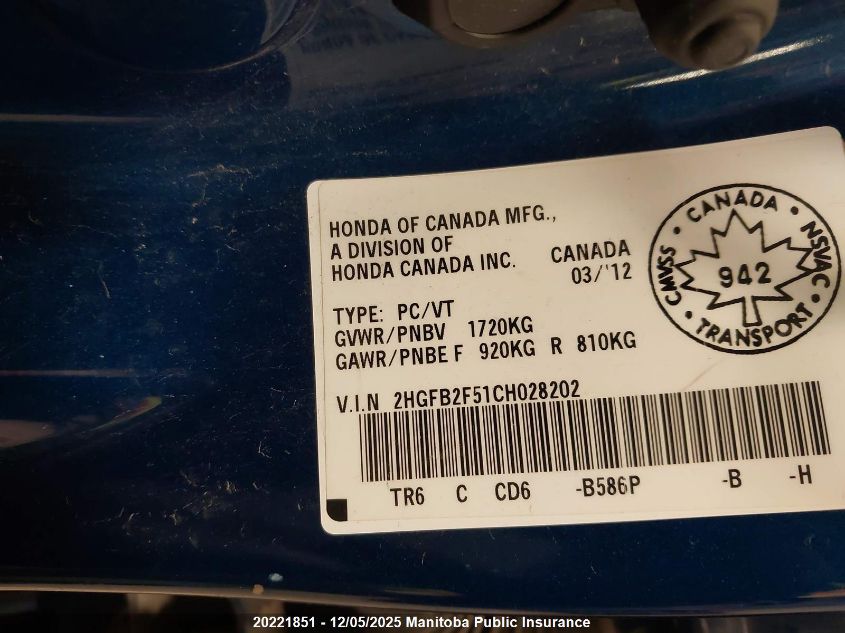 HONDA OF CANADA MFG.,
A DIVISION OF
HONDA CANADA INC.
CANADA
03/'12
TYPE: PC/VT
GVWR/PNBV 1720KG
GAWR/PNBE F 920KG R 810KG
V.I.N 2HGFB2F51CH028202
TR6 C CD6 -B586P -B -H
• CANADA •
NSVAC
942
CMVSS
• TRANSPORT •
20221851 - 12/05/2025 Manitoba Public Insurance